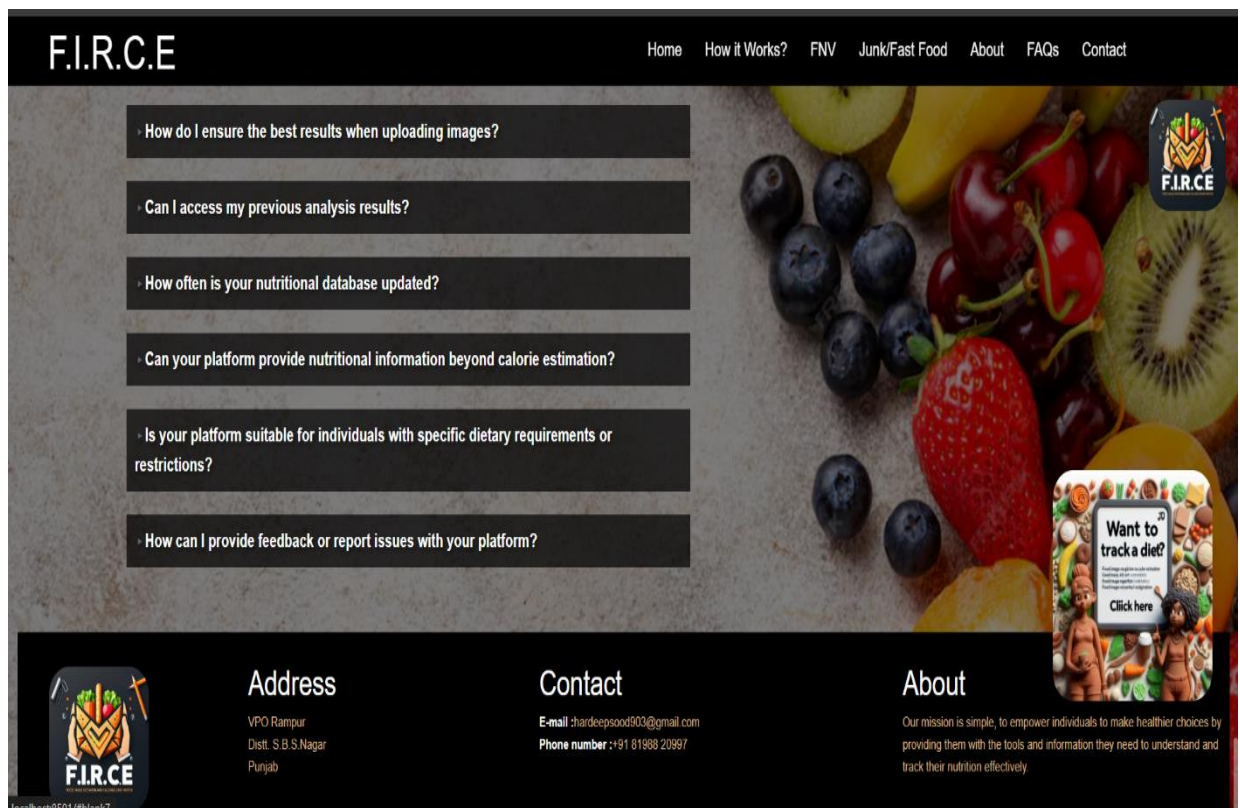 F.I.R.C.E
Home How it Works? FNV Junk/Fast Food About FAQs Contact
How do I ensure the best results when uploading images?
Can I access my previous analysis results?
How often is your nutritional database updated?
Can your platform provide nutritional information beyond calorie estimation?
Is your platform suitable for individuals with specific dietary requirements or
restrictions?
How can I provide feedback or report issues with your platform?
F.I.R.CE
Want to
track a diet?
Cliick here
F.I.R.CE
Address
VPO Rampur
Distt. S.B.S.Nagar
Punjab
Contact
E-mail :hardeepsood903@gmail.com
Phone number :+91 81988 20997
About
Our mission is simple, to empower individuals to make healthier choices by
providing them with the tools and information they need to understand and
track their nutrition effectively.